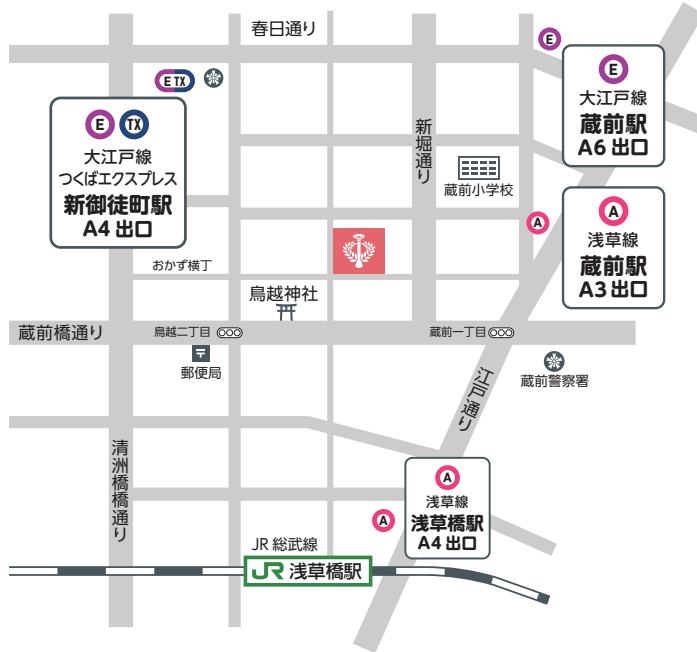 春日通り
E
E TX
E
大江戸線
蔵前駅
A6 出口
E TX
大江戸線
つくばエクスプレス
新御徒町駅
A4 出口
新堀通り
蔵前小学校
A
A
浅草線
蔵前駅
A3 出口
おかず横丁
鳥越神社
蔵前橋通り
鳥越二丁目
蔵前一丁目
郵便局
蔵前警察署
江戸通り
清洲橋橋通り
A
浅草線
浅草橋駅
A4 出口
A
JR 総武線
JR 浅草橋駅